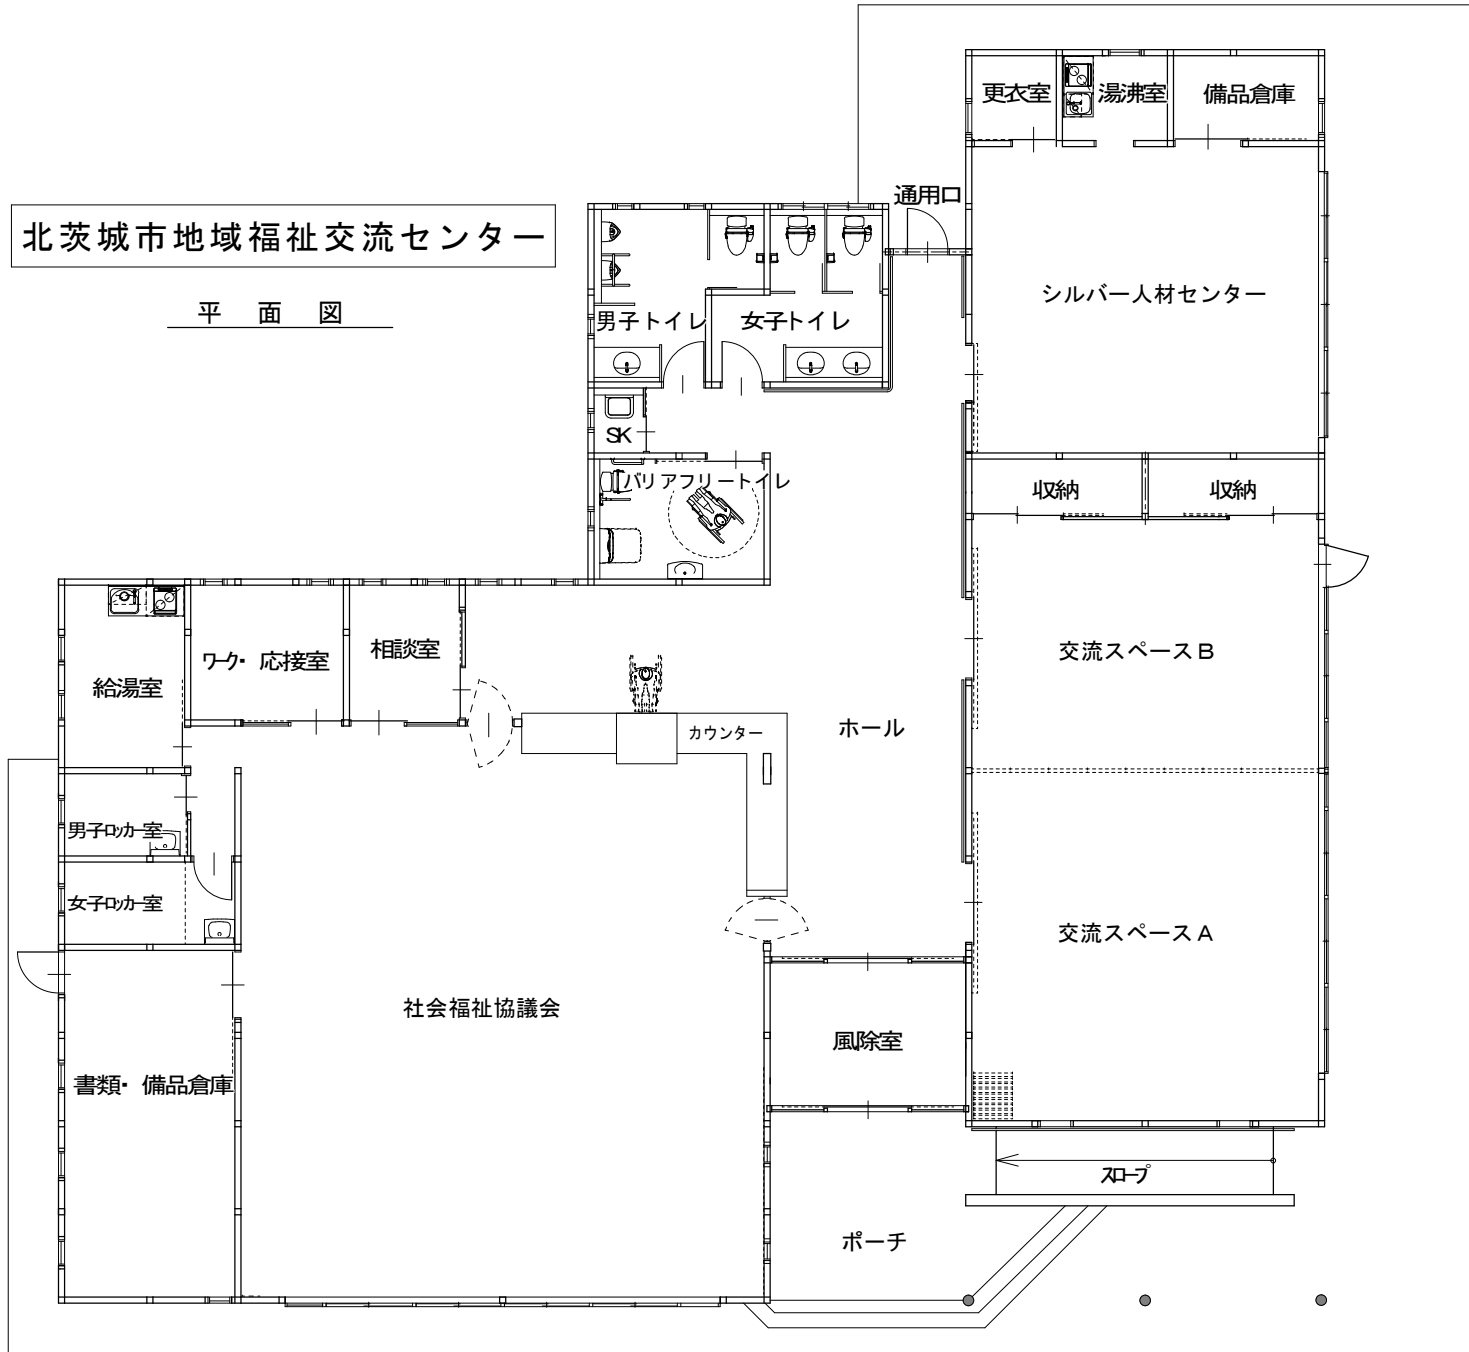 更衣室
湯沸室
備品倉庫
通用口
北茨城市地域福祉交流センター
平面図
シルバー人材センター
男子トイレ
女子トイレ
SK
バリアフリートイレ
収納
収納
ワーク・応接室
相談室
交流スペースB
給湯室
ホール
カウンター
男子ロッカー室
女子ロッカー室
交流スペースA
社会福祉協議会
風除室
書類・備品倉庫
スロープ
ポーチ